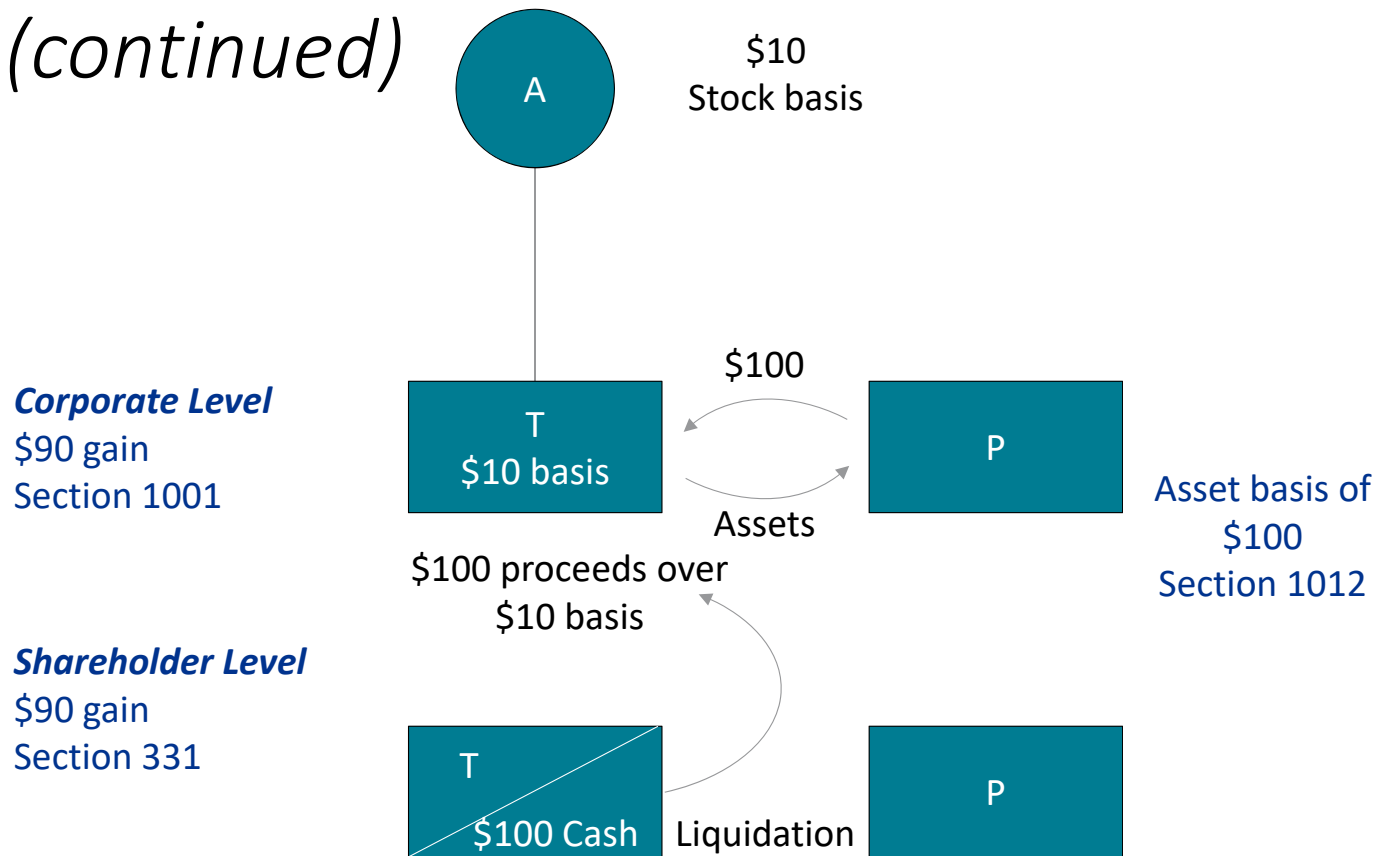 (continued)
A
$10
Stock basis
$100
Corporate Level
$90 gain
Section 1001
T
$10 basis
P
Assets
Asset basis of
$100
Section 1012
$100 proceeds over
$10 basis
Shareholder Level
$90 gain
Section 331
T
$100 Cash
Liquidation
P